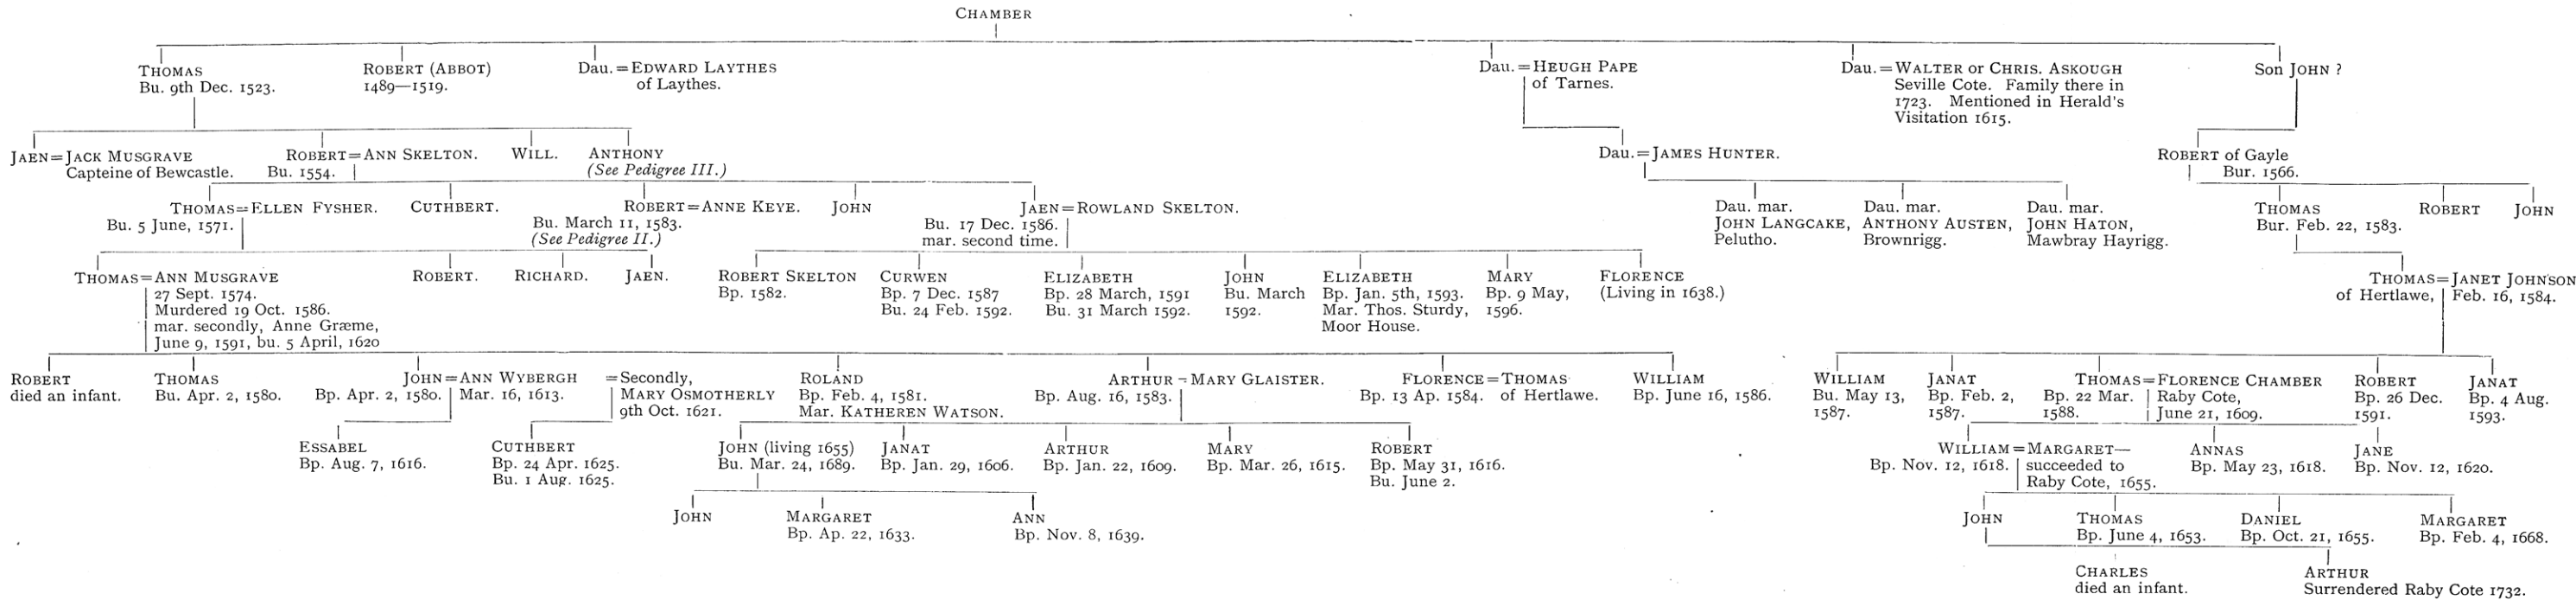 CHAMBER
THOMAS
Bu. 9th Dec. 1523.
ROBERT (ABBOT)
1489—1519.
Dau. = EDWARD LAYTHES
of Laythes.
Dau. = HEUGH PAPE
of Tarnes.
Dau. = WALTER or CHRIS. ASKOUGH
Seville Cote. Family there in
1723. Mentioned in Herald's
Visitation 1615.
Son JOHN ?
JAEN = JACK MUSGRAVE
Capteine of Bewcastle.
ROBERT = ANN SKELTON.
Bu. 1554.
WILL.
ANTHONY
(See Pedigree III.)
Dau. = JAMES HUNTER.
ROBERT of Gayle
Bur. 1566.
THOMAS = ELLEN FYSHER.
Bu. 5 June, 1571.
CUTHBERT.
ROBERT = ANNE KEYE.
Bu. March 11, 1583.
(See Pedigree II.)
JOHN
JAEN = ROWLAND SKELTON.
Bu. 17 Dec. 1586.
mar. second time.
Dau. mar.
JOHN LANGCAKE,
Pelutho.
Dau. mar.
ANTHONY AUSTEN,
Brownrigg.
Dau. mar.
JOHN HATON,
Mawbray Hayrigg.
THOMAS
Bur. Feb. 22, 1583.
ROBERT
JOHN
THOMAS = ANN MUSGRAVE
27 Sept. 1574.
Murdered 19 Oct. 1586.
mar. secondly, Anne Græme,
June 9, 1591, bu. 5 April, 1620
ROBERT.
RICHARD.
JAEN.
ROBERT SKELTON
Bp. 1582.
CURWEN
Bp. 7 Dec. 1587
Bu. 24 Feb. 1592.
ELIZABETH
Bp. 28 March, 1591
Bu. 31 March 1592.
JOHN
Bu. March
1592.
ELIZABETH
Bp. Jan. 5th, 1593.
Mar. Thos. Sturdy,
Moor House.
MARY
Bp. 9 May,
1596.
FLORENCE
(Living in 1638.)
THOMAS = JANET JOHNSON
of Hertlawe, Feb. 16, 1584.
ROBERT
died an infant.
THOMAS
Bu. Apr. 2, 1580.
JOHN = ANN WYBERGH
Bp. Apr. 2, 1580. Mar. 16, 1613.
= Secondly,
MARY OSMOTHERLY
9th Oct. 1621.
ROLAND
Bp. Feb. 4, 1581.
Mar. KATHEREN WATSON.
ARTHUR = MARY GLAISTER.
Bp. Aug. 16, 1583.
FLORENCE = THOMAS
Bp. 13 Ap. 1584. of Hertlawe.
WILLIAM
Bp. June 16, 1586.
WILLIAM
Bu. May 13,
1587.
JANAT
Bp. Feb. 2,
1587.
THOMAS = FLORENCE CHAMBER
Bp. 22 Mar. Raby Cote,
1588. June 21, 1609.
ROBERT
Bp. 26 Dec.
1591.
JANAT
Bp. 4 Aug.
1593.
ESSABEL
Bp. Aug. 7, 1616.
CUTHBERT
Bp. 24 Apr. 1625.
Bu. 1 Aug. 1625.
JOHN (living 1655)
Bu. Mar. 24, 1689.
JANAT
Bp. Jan. 29, 1606.
ARTHUR
Bp. Jan. 22, 1609.
MARY
Bp. Mar. 26, 1615.
ROBERT
Bp. May 31, 1616.
Bu. June 2.
WILLIAM = MARGARET—
Bp. Nov. 12, 1618. succeeded to
Raby Cote, 1655.
ANNAS
Bp. May 23, 1618.
JANE
Bp. Nov. 12, 1620.
JOHN
MARGARET
Bp. Ap. 22, 1633.
ANN
Bp. Nov. 8, 1639.
JOHN
THOMAS
Bp. June 4, 1653.
DANIEL
Bp. Oct. 21, 1655.
MARGARET
Bp. Feb. 4, 1668.
CHARLES
died an infant.
ARTHUR
Surrendered Raby Cote 1732.